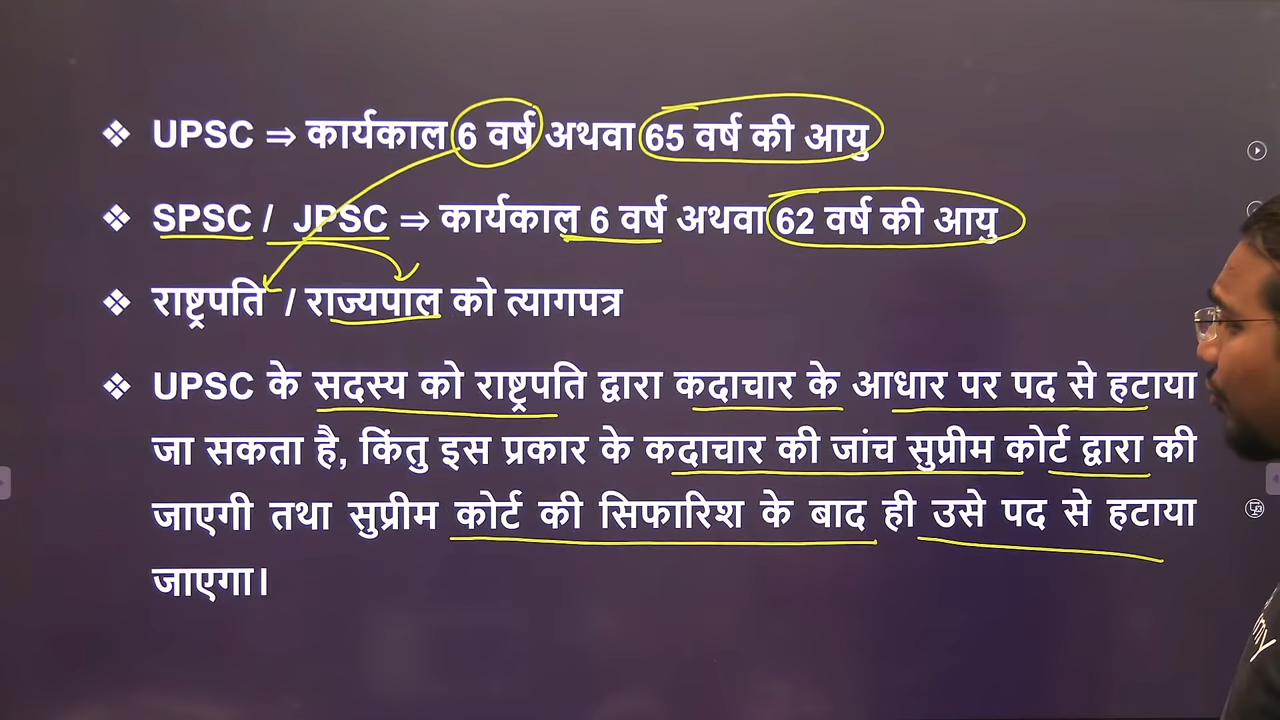 ❖ UPSC ⇒ कार्यकाल 6 वर्ष अथवा 65 वर्ष की आयु
❖ SPSC / JPSC ⇒ कार्यकाल 6 वर्ष अथवा 62 वर्ष की आयु
❖ राष्ट्रपति / राज्यपाल को त्यागपत्र
❖ UPSC के सदस्य को राष्ट्रपति द्वारा कदाचार के आधार पर पद से हटाया
जा सकता है, किंतु इस प्रकार के कदाचार की जांच सुप्रीम कोर्ट द्वारा की
जाएगी तथा सुप्रीम कोर्ट की सिफारिश के बाद ही उसे पद से हटाया
जाएगा।